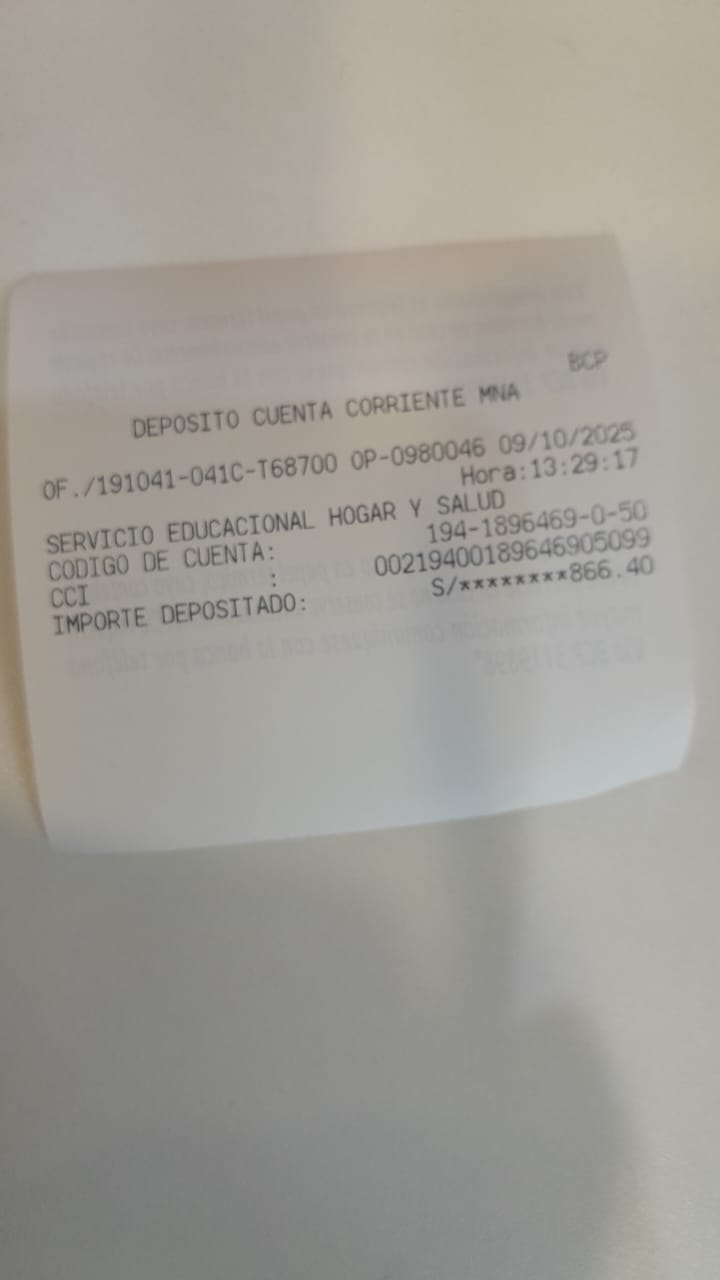 BCP
DEPOSITO CUENTA CORRIENTE MNA
OF./191041-041C-T68700 OP-0980046 09/10/2025
Hora:13:29:17
SERVICIO EDUCACIONAL HOGAR Y SALUD
CODIGO DE CUENTA: 194-1896469-0-50
CCI : 00219400189646905099
IMPORTE DEPOSITADO: S/********866.40